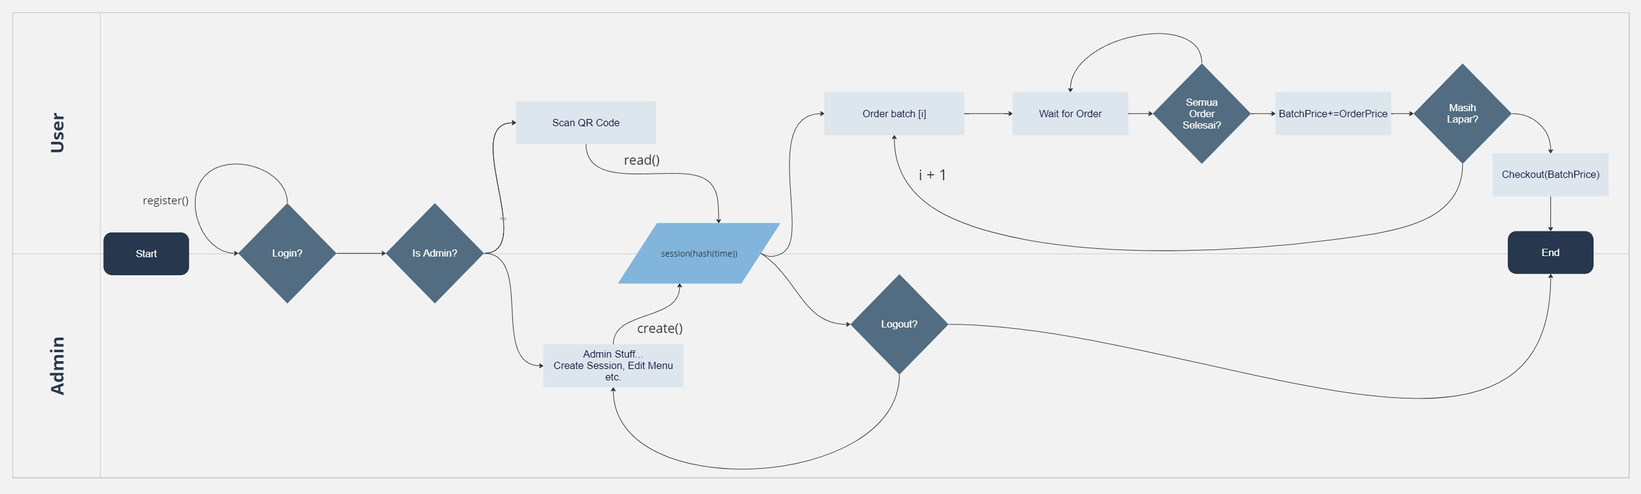 User
Admin
Start
register()
Login?
Is Admin?
Scan QR Code
read()
session(hash(time))
create()
Admin Stuff...
Create Session, Edit Menu
etc.
Logout?
Order batch [i]
i + 1
Wait for Order
Semua
Order
Selesai?
BatchPrice+=OrderPrice
Masih
Lapar?
Checkout(BatchPrice)
End